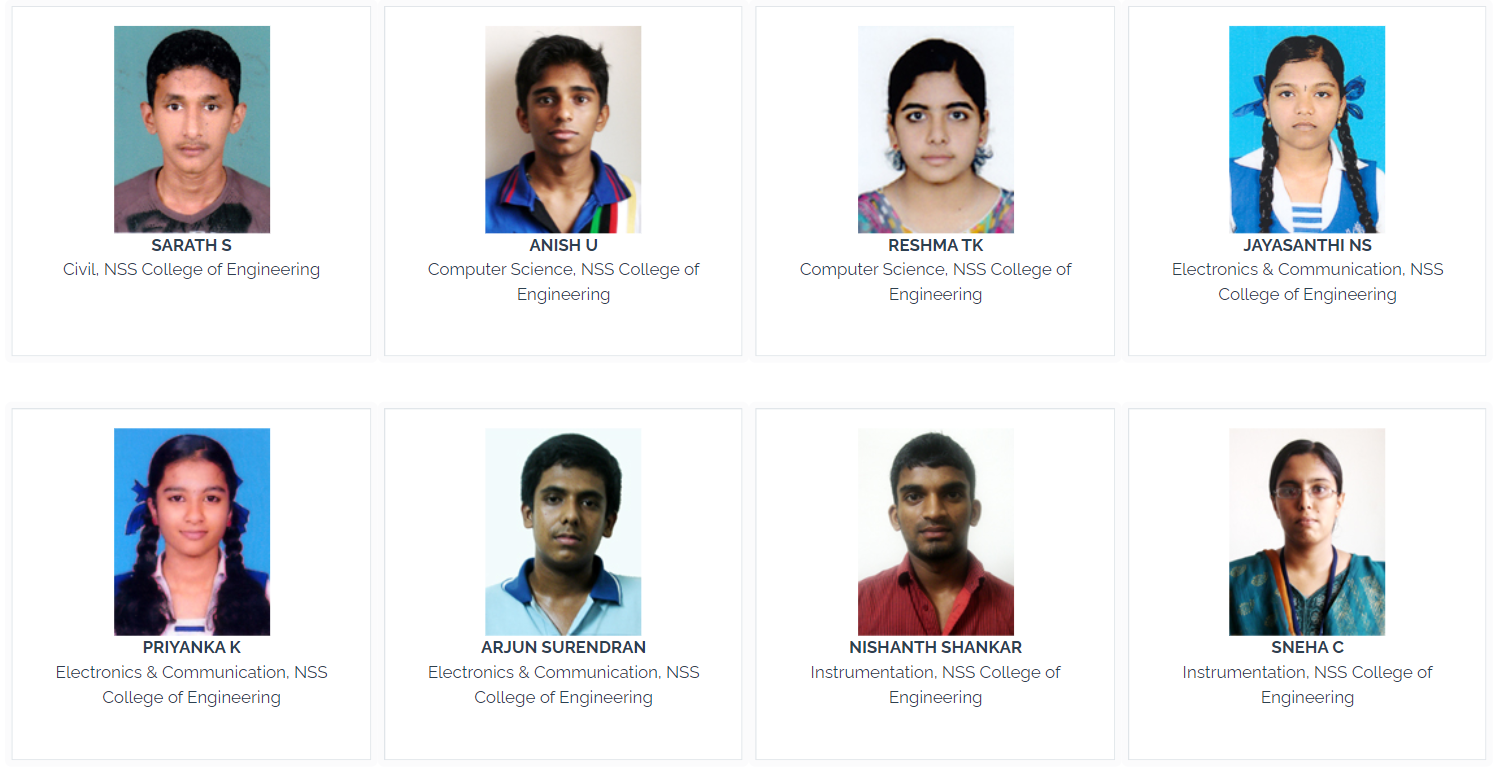 SARATH S
Civil, NSS College of Engineering
ANISH U
Computer Science, NSS College of
Engineering
RESHMA TK
Computer Science, NSS College of
Engineering
JAYASANTHI NS
Electronics & Communication, NSS
College of Engineering
PRIYANKA K
Electronics & Communication, NSS
College of Engineering
ARJUN SURENDRAN
Electronics & Communication, NSS
College of Engineering
NISHANTH SHANKAR
Instrumentation, NSS College of
Engineering
SNEHA C
Instrumentation, NSS College of
Engineering